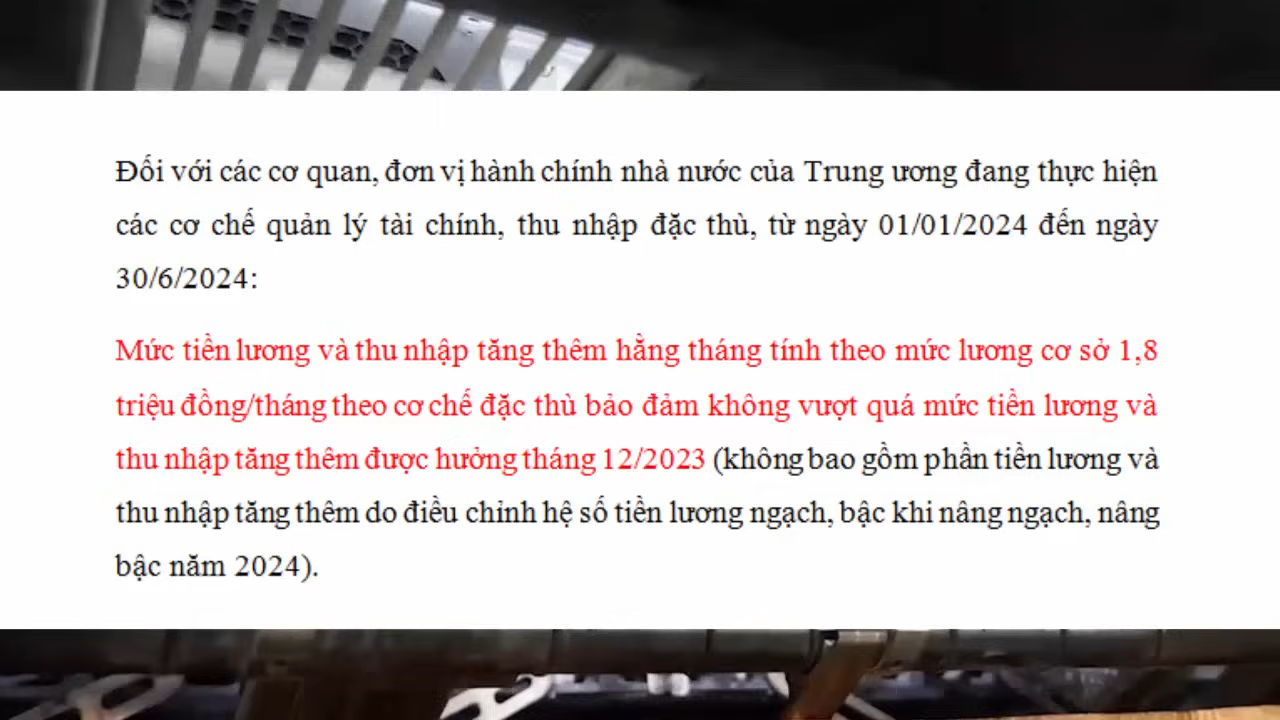 Đối với các cơ quan, đơn vị hành chính nhà nước của Trung ương đang thực hiện
các cơ chế quản lý tài chính, thu nhập đặc thù, từ ngày 01/01/2024 đến ngày
30/6/2024:
Mức tiền lương và thu nhập tăng thêm hằng tháng tính theo mức lương cơ sở 1,8
triệu đồng/tháng theo cơ chế đặc thù bảo đảm không vượt quá mức tiền lương và
thu nhập tăng thêm được hưởng tháng 12/2023 (không bao gồm phần tiền lương và
thu nhập tăng thêm do điều chỉnh hệ số tiền lương ngạch, bậc khi nâng ngạch, nâng
bậc năm 2024).